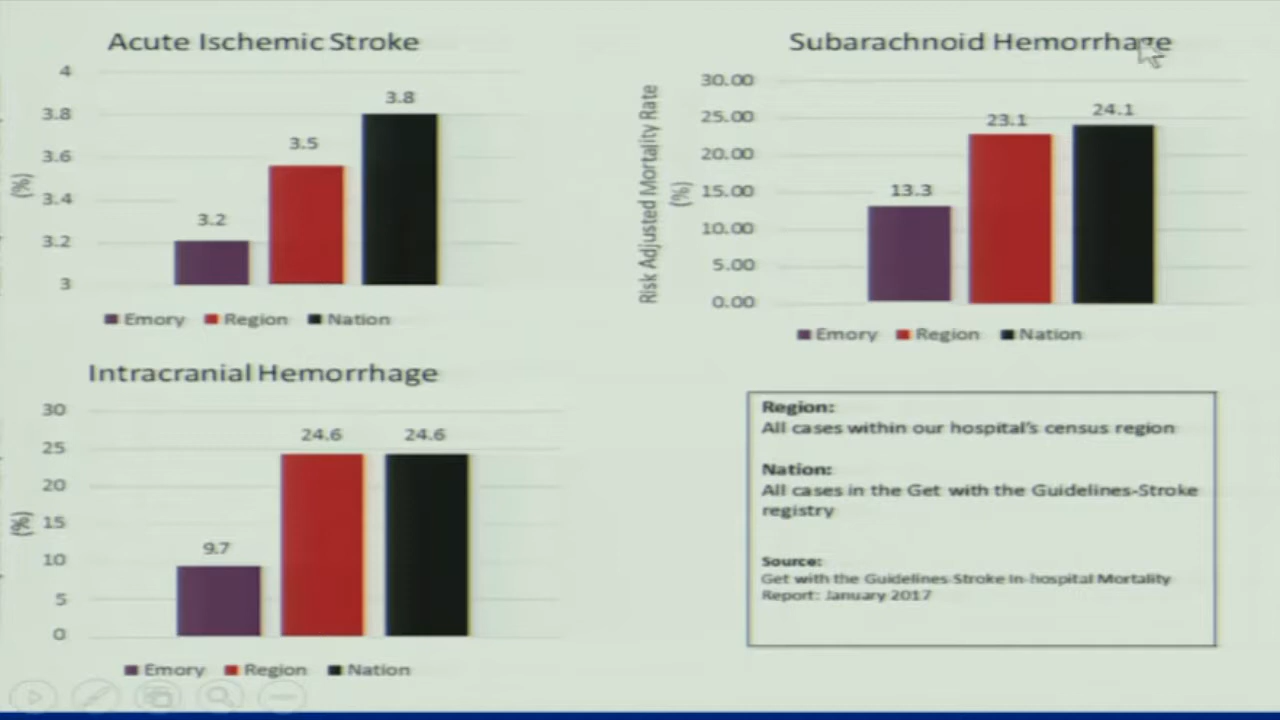 Acute Ischemic Stroke
4
3.8
3.6
3.4
3.2
3
(%)
3.2
3.5
3.8
Emory Region Nation
Subarachnoid Hemorrhage
Risk Adjusted Mortality Rate
(%)
30.00
25.00
20.00
15.00
10.00
5.00
0.00
13.3
23.1
24.1
Emory Region Nation
Intracranial Hemorrhage
30
25
20
15
10
5
0
(%)
9.7
24.6
24.6
Emory Region Nation
Region:
All cases within our hospital's census region
Nation:
All cases in the Get with the Guidelines-Stroke
registry
Source:
Get with the Guidelines Stroke In-hospital Mortality
Report: January 2017